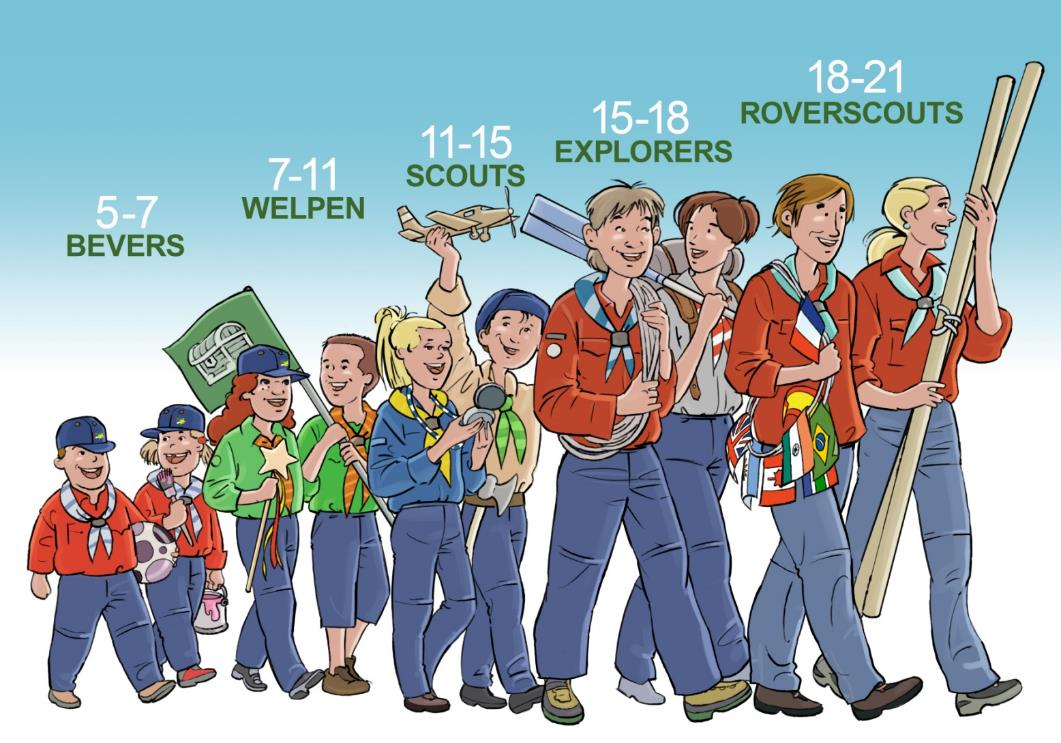 5-7
BEVERS
7-11
WELPEN
11-15
SCOUTS
15-18
EXPLORERS
18-21
ROVERSCOUTS